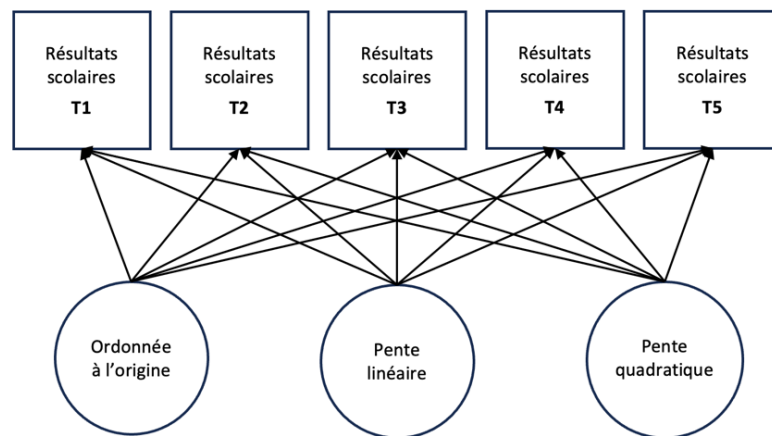 Résultats
scolaires
T1
Résultats
scolaires
T2
Résultats
scolaires
T3
Résultats
scolaires
T4
Résultats
scolaires
T5
Ordonnée
à l’origine
Pente
linéaire
Pente
quadratique